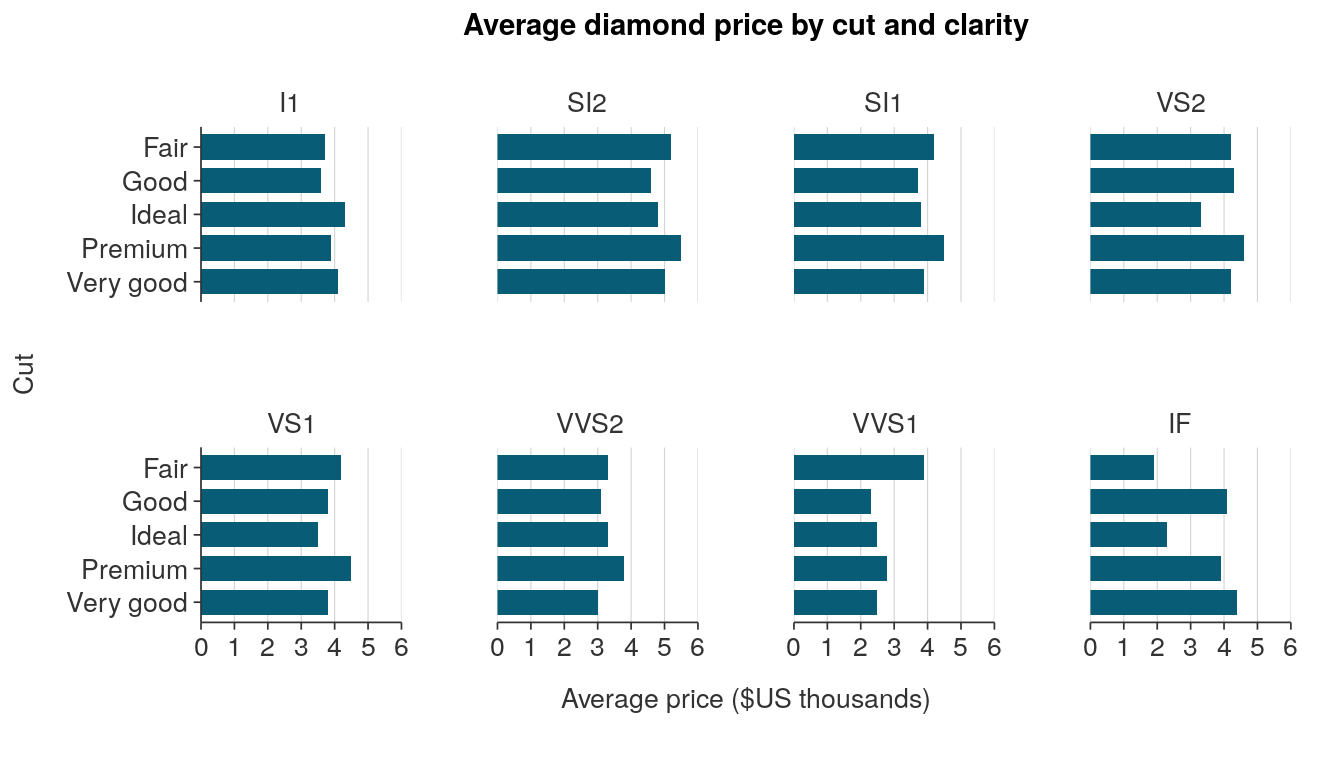 Average diamond price by cut and clarity
I1 SI2 SI1 VS2
Fair
Good
Ideal
Premium
Very good
Cut
VS1 VVS2 VVS1 IF
Fair
Good
Ideal
Premium
Very good
0 1 2 3 4 5 6 0 1 2 3 4 5 6 0 1 2 3 4 5 6 0 1 2 3 4 5 6
Average price ($US thousands)